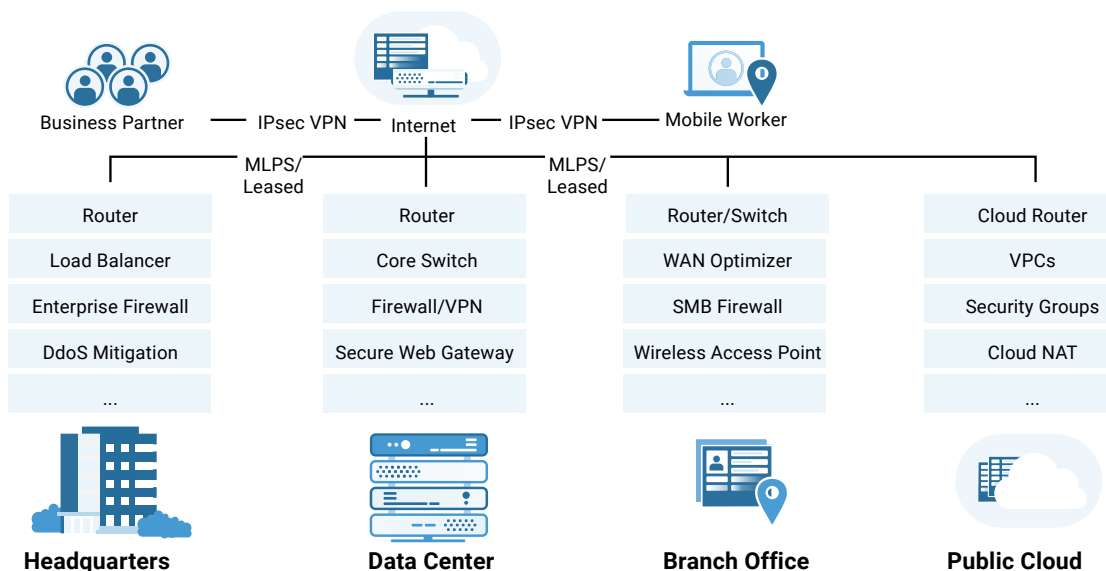 Business Partner
IPsec VPN
Internet
IPsec VPN
Mobile Worker
MLPS/
Leased
MLPS/
Leased
Router
Load Balancer
Enterprise Firewall
DdoS Mitigation
...
Headquarters
Router
Core Switch
Firewall/VPN
Secure Web Gateway
...
Data Center
Router/Switch
WAN Optimizer
SMB Firewall
Wireless Access Point
...
Branch Office
Cloud Router
VPCs
Security Groups
Cloud NAT
...
Public Cloud